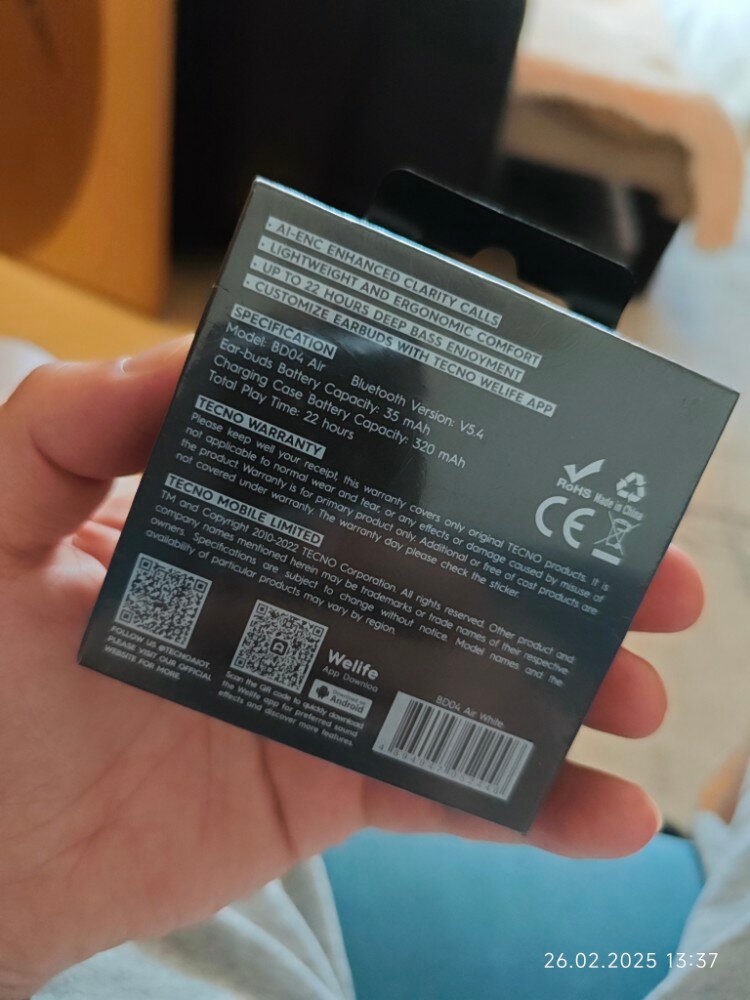 · AI-ENC ENHANCED CLARITY CALLS
· LIGHTWEIGHT AND ERGONOMIC COMFORT
· UP TO 22 HOURS DEEP BASS ENJOYMENT
· CUSTOMIZE EARBUDS WITH TECNO WELIFE APP
SPECIFICATION
Model: BD04 Air Bluetooth Version: V5.4
Ear-buds Battery Capacity: 35 mAh
Charging Case Battery Capacity: 320 mAh
Total Play Time: 22 hours
TECNO WARRANTY
Please keep well your receipt, this warranty covers only original TECNO products. It is
not applicable to normal wear and tear, or any effects or damage caused by misuse of
the product. Warranty is for primary product only. Additional or free of cost products are
not covered under warranty. The warranty day please check the sticker.
RoHS Made in China
CE
TECNO MOBILE LIMITED
TM and Copyright 2010-2022 TECNO Corporation. All rights reserved. Other product and
company names mentioned herein may be trademarks or trade names of their respective
owners. Specifications are subject to change without notice. Model names and the
availability of particular products may vary by region.
FOLLOW US @TECNOAIOT.
PLEASE VISIT OUR OFFICIAL
WEBSITE FOR MORE.
Welife
App Downloa
Android
Scan the QR code to quickly download
the Welife app for preferred sound
effects and discover more features.
BD04 Air White
26.02.2025 13:37